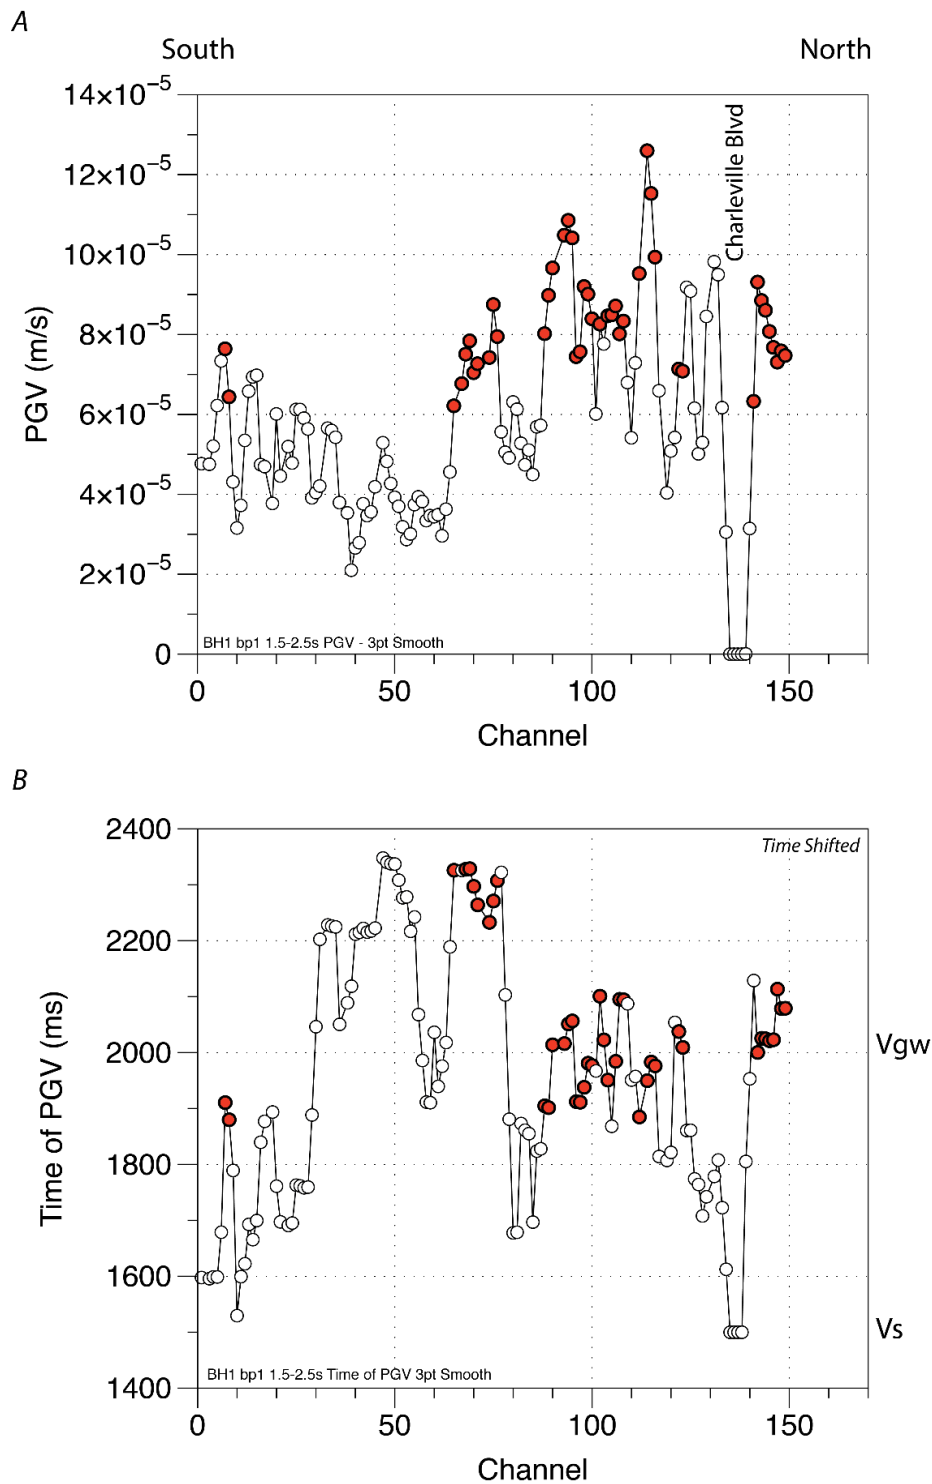 A
South
North
14×10⁻⁵
12×10⁻⁵
10×10⁻⁵
8×10⁻⁵
6×10⁻⁵
4×10⁻⁵
2×10⁻⁵
0
PGV (m/s)
Charleville Blvd
BH1 bp1 1.5-2.5s PGV - 3pt Smooth
0 50 100 150
Channel
B
2400
2200
2000
1800
1600
1400
Time of PGV (ms)
Time Shifted
Vgw
Vs
BH1 bp1 1.5-2.5s Time of PGV 3pt Smooth
0 50 100 150
Channel